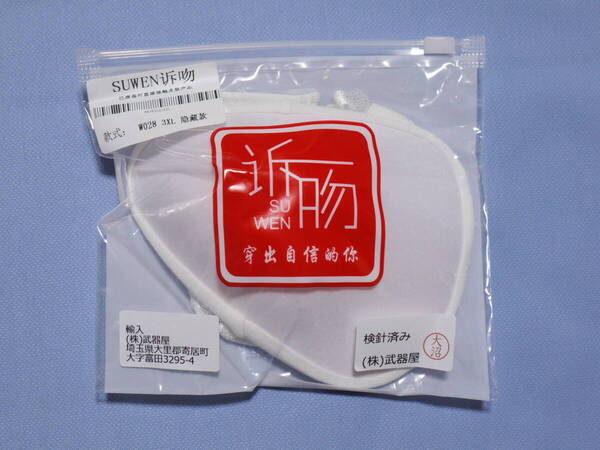 SUWEN诉吻
款式: W028 3XL 隐藏款
诉吻
SU
WEN
穿出自信的你
輸入
(株)武器屋
埼玉県大里郡寄居町
大字富田3295-4
検針済み
(株)武器屋
大沼